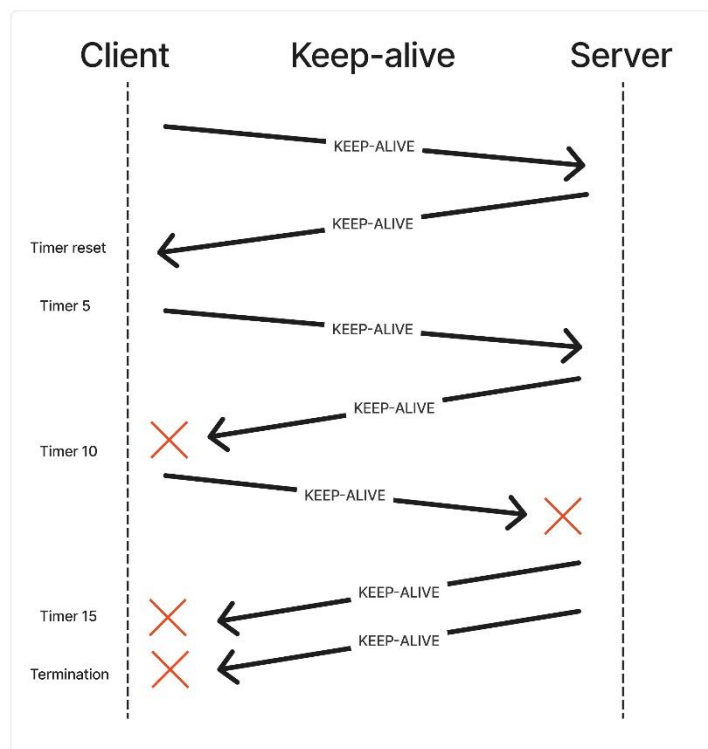 Client Keep-alive Server
KEEP-ALIVE
KEEP-ALIVE
Timer reset
Timer 5
KEEP-ALIVE
KEEP-ALIVE
Timer 10
KEEP-ALIVE
KEEP-ALIVE
Timer 15
KEEP-ALIVE
Termination